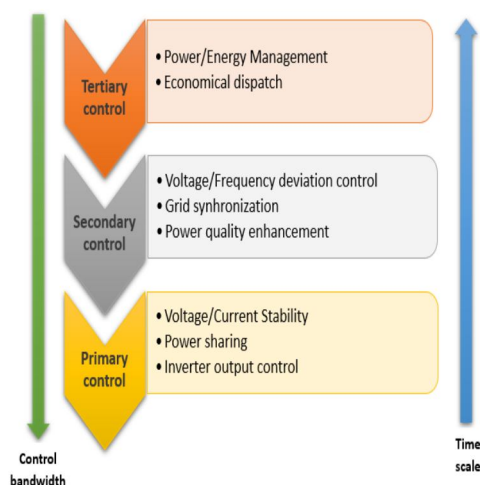 Tertiary
control
• Power/Energy Management
• Economical dispatch
Secondary
control
• Voltage/Frequency deviation control
• Grid synhronization
• Power quality enhancement
Primary
control
• Voltage/Current Stability
• Power sharing
• Inverter output control
Control
bandwidth
Time
scale